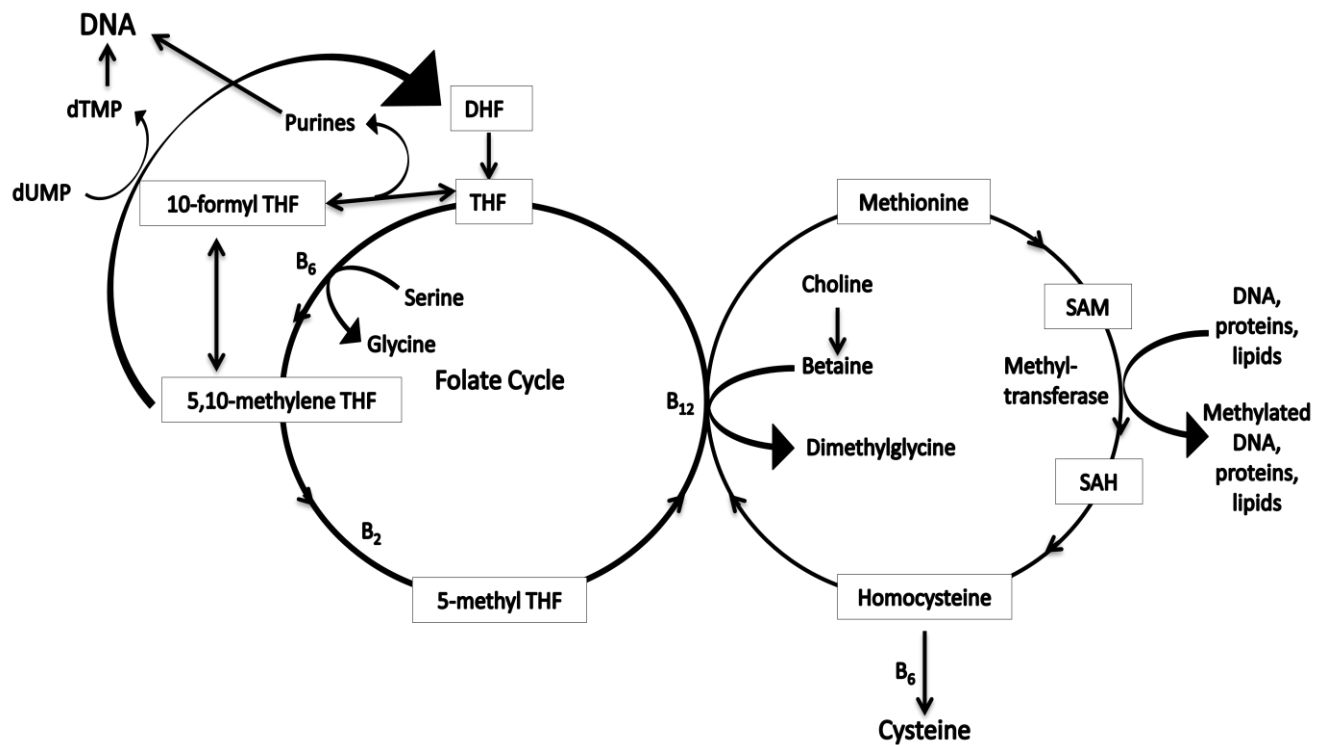 DNA
dTMP
DHF
Purines
dUMP
10-formyl THF
THF
Methionine
B6
Serine
Choline
SAM
DNA,
proteins,
lipids
Glycine
Betaine
Methyl-
transferase
Folate Cycle
5,10-methylene THF
B12
Methylated
DNA,
proteins,
lipids
Dimethylglycine
SAH
B2
5-methyl THF
Homocysteine
B6
Cysteine